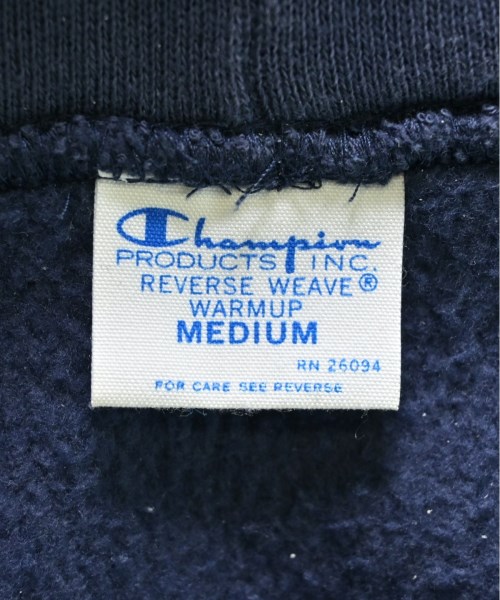 Champion
PRODUCTS INC.
REVERSE WEAVE®
WARMUP
MEDIUM
RN 26094
FOR CARE SEE REVERSE